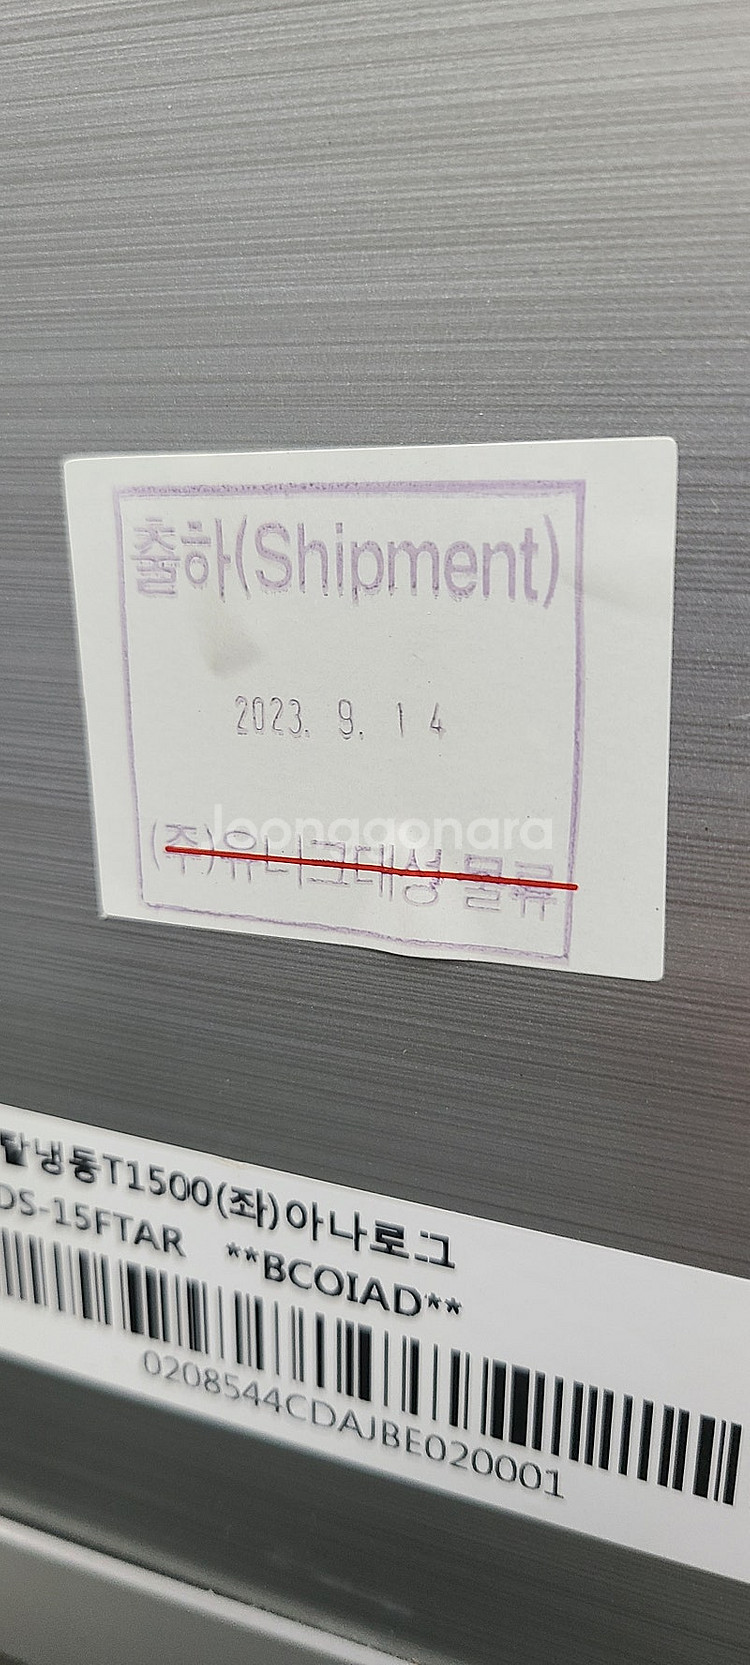 출하(Shipment)
2023. 9. 14
joonggonara
(주)유니크대성 물류
탈냉동T1500(좌)아나로그
DS-15FTAR **BCOIAD**
0208544CDAJBE020001